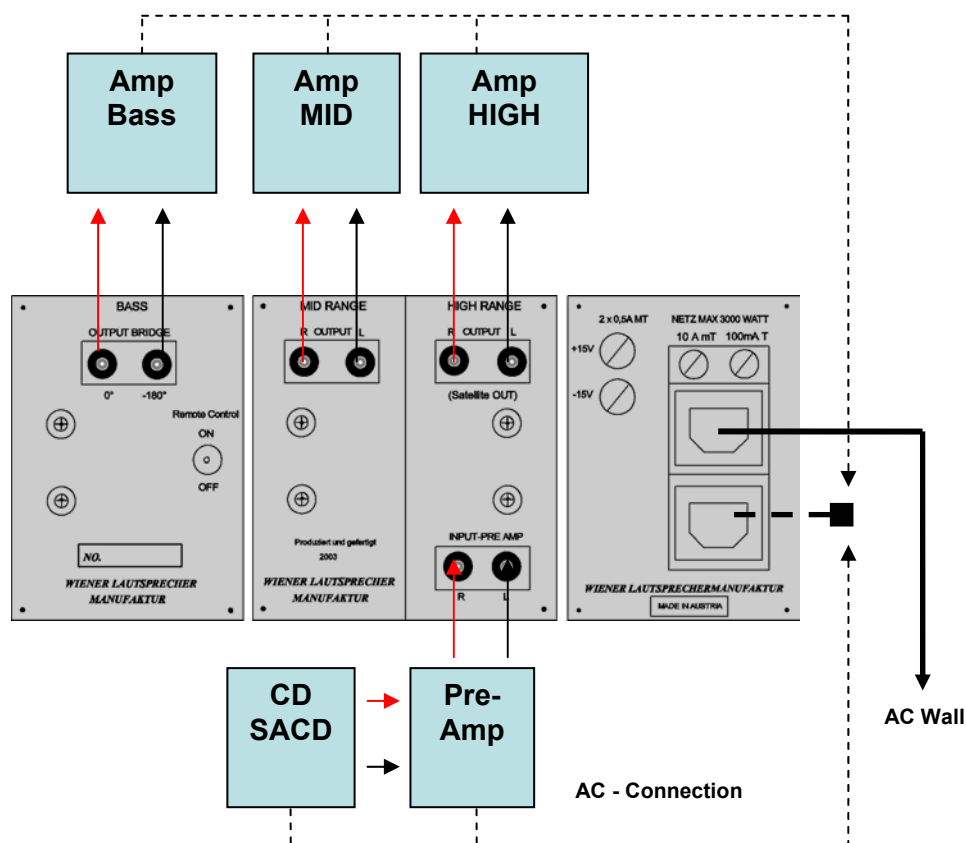 Amp
Bass
Amp
MID
Amp
HIGH
BASS
OUTPUT BRIDGE
0° -180°
Remote Control
ON
OFF
NO.
WIENER LAUTSPRECHER
MANUFAKTUR
MID RANGE
R OUTPUT L
Produziert und gefertigt
2003
WIENER LAUTSPRECHER
MANUFAKTUR
HIGH RANGE
R OUTPUT L
(Satellite OUT)
INPUT-PRE AMP
R L
2 x 0,5A MT
+15V
-15V
NETZ MAX 3000 WATT
10 A mT 100mA T
WIENER LAUTSPRECHERMANUFAKTUR
MADE IN AUSTRIA
CD
SACD
Pre-
Amp
AC Wall
AC - Connection